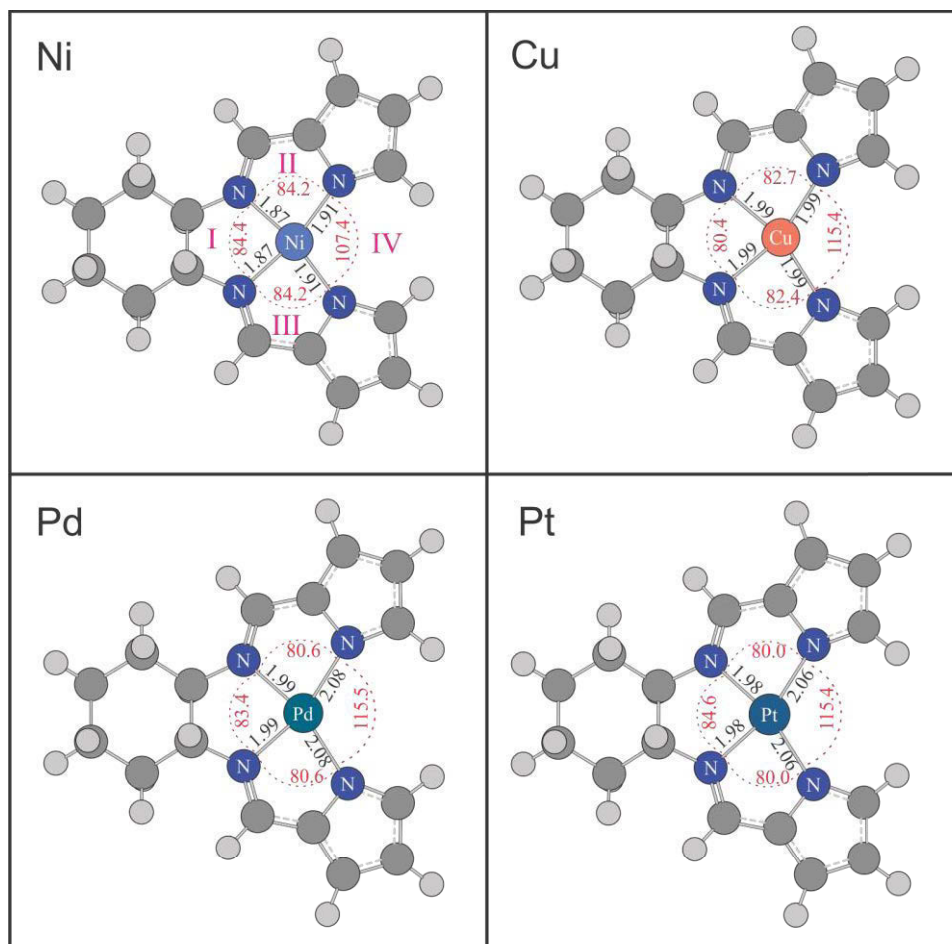 Ni
N
N
II
84.2
1.87
1.91
I
84.4
Ni
107.4
IV
1.87
1.91
N
84.2
N
III
Cu
N
N
82.7
1.99
1.99
80.4
Cu
115.4
1.99
1.99
N
82.4
N
Pd
N
N
80.6
1.99
2.08
83.4
Pd
115.5
1.99
2.08
N
80.6
N
Pt
N
N
80.0
1.98
2.06
84.6
Pt
115.4
1.98
2.06
N
80.0
N